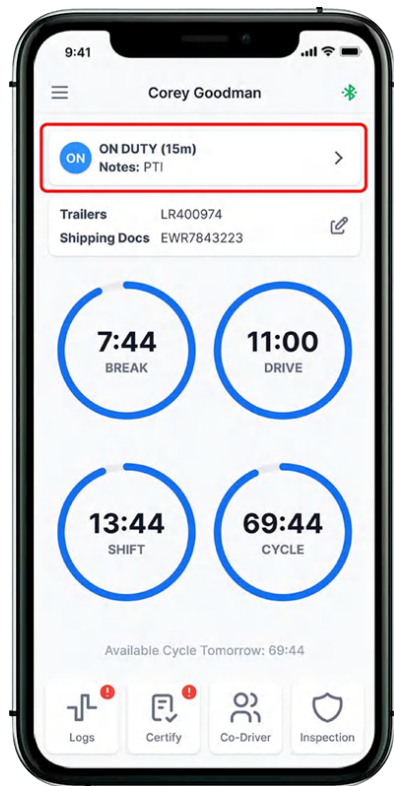 9:41
Corey Goodman
ON
ON DUTY (15m)
Notes: PTI
Trailers LR400974
Shipping Docs EWR7843223
7:44
BREAK
11:00
DRIVE
13:44
SHIFT
69:44
CYCLE
Available Cycle Tomorrow: 69:44
Logs
Certify
Co-Driver
Inspection